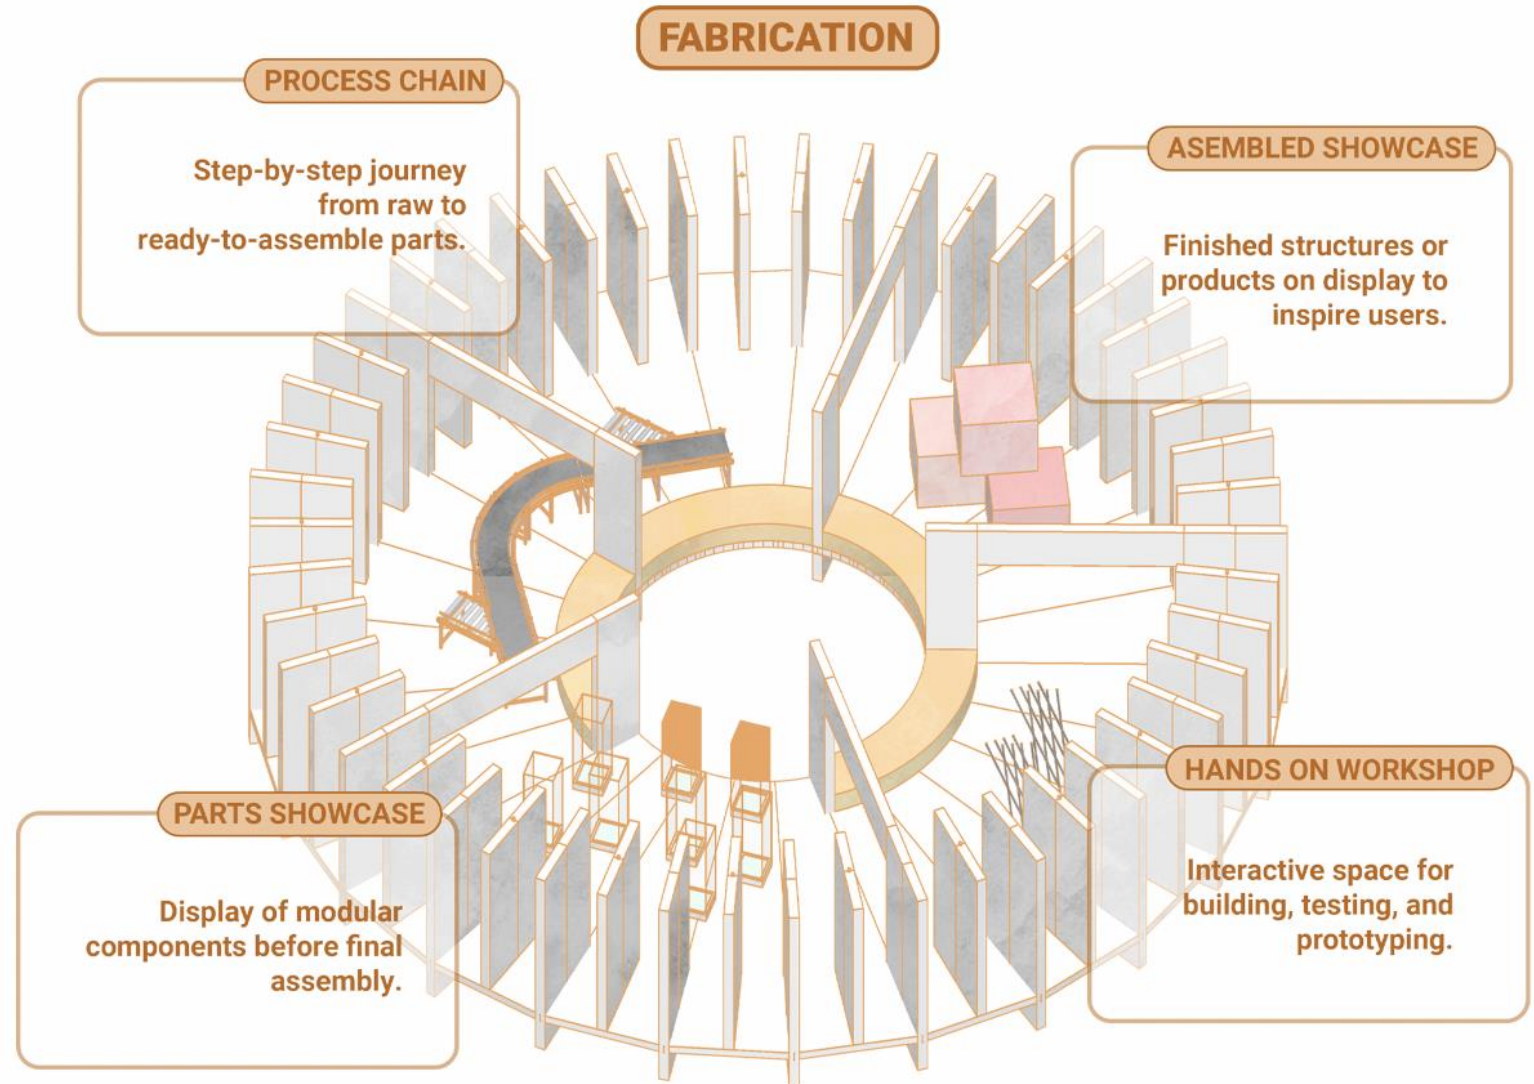 FABRICATION
PROCESS CHAIN
Step-by-step journey
from raw to
ready-to-assemble parts.
ASEMBLED SHOWCASE
Finished structures or
products on display to
inspire users.
PARTS SHOWCASE
Display of modular
components before final
assembly.
HANDS ON WORKSHOP
Interactive space for
building, testing, and
prototyping.